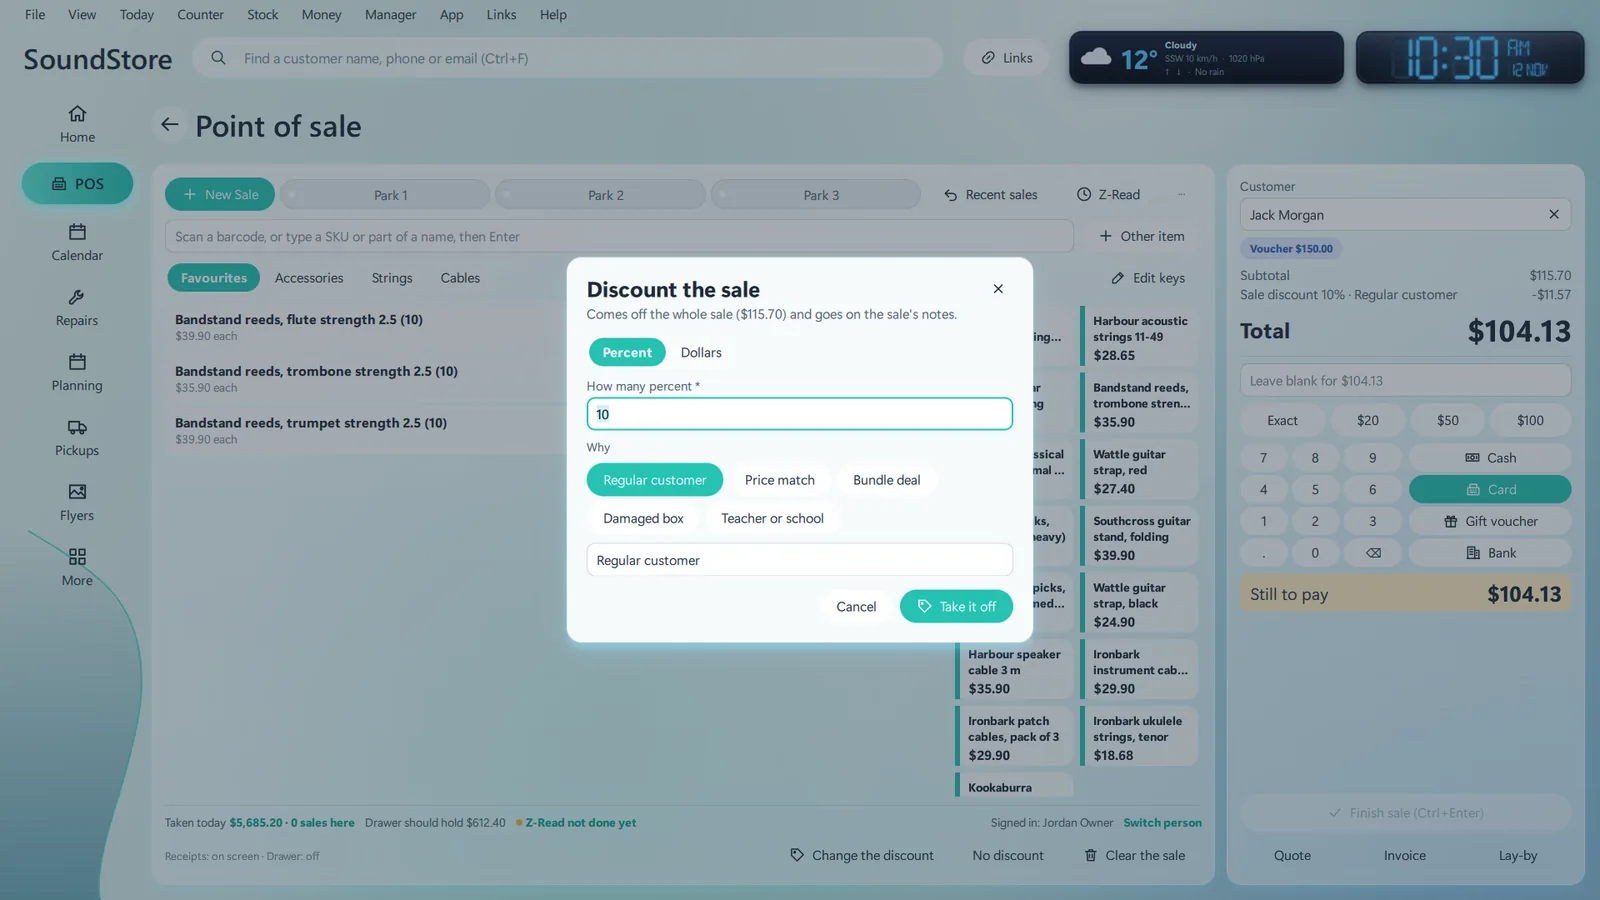 File View Today Counter Stock Money Manager App Links Help
SoundStore
Find a customer name, phone or email (Ctrl+F)
Links
12°
Cloudy
SSW 10 km/h · 1020 hPa
↑ ↓ · No rain
10:30 AM
12 NOV
Home
POS
Calendar
Repairs
Planning
Pickups
Flyers
More
← Point of sale
+ New Sale
Park 1
Park 2
Park 3
Recent sales
Z-Read
...
Scan a barcode, or type a SKU or part of a name, then Enter
+ Other item
Favourites
Accessories
Strings
Cables
Edit keys
Bandstand reeds, flute strength 2.5 (10)
$39.90 each
Bandstand reeds, trombone strength 2.5 (10)
$35.90 each
Bandstand reeds, trumpet strength 2.5 (10)
$39.90 each
Discount the sale
Comes off the whole sale ($115.70) and goes on the sale's notes.
Percent
Dollars
How many percent *
10
Why
Regular customer
Price match
Bundle deal
Damaged box
Teacher or school
Regular customer
Cancel
Take it off
ing...
Harbour acoustic
strings 11-49
$28.65
Bandstand reeds,
trombone stren...
$35.90
Wattle guitar
strap, red
$27.40
heavy)
Southcross guitar
stand, folding
$39.90
picks,
med...
Wattle guitar
strap, black
$24.90
Harbour speaker
cable 3 m
$35.90
Ironbark
instrument cab...
$29.90
Ironbark patch
cables, pack of 3
$29.90
Ironbark ukulele
strings, tenor
$18.68
Kookaburra
Taken today $5,685.20 · 0 sales here
Drawer should hold $612.40
Z-Read not done yet
Signed in: Jordan Owner
Switch person
Receipts: on screen · Drawer: off
Change the discount
No discount
Clear the sale
Customer
Jack Morgan
Voucher $150.00
Subtotal $115.70
Sale discount 10% · Regular customer -$11.57
Total $104.13
Leave blank for $104.13
Exact $20 $50 $100
7 8 9 Cash
4 5 6 Card
1 2 3 Gift voucher
. 0 ⌫ Bank
Still to pay $104.13
Finish sale (Ctrl+Enter)
Quote Invoice Lay-by